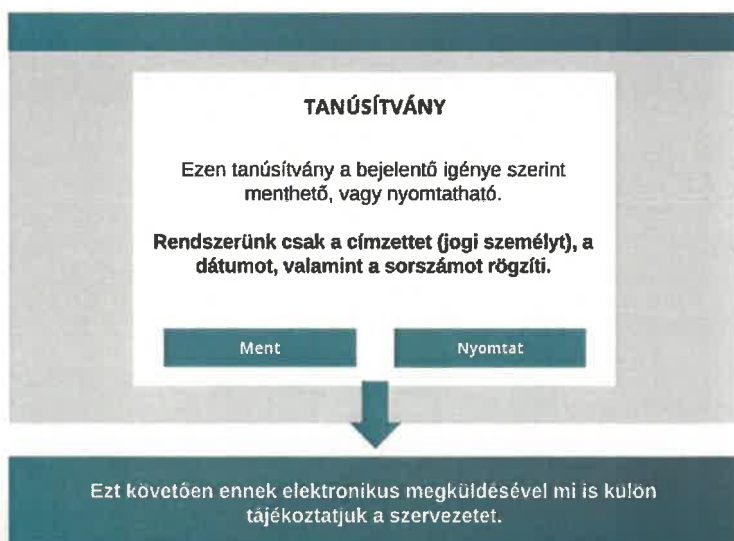 TANÚSÍTVÁNY
Ezen tanúsítvány a bejelentő igénye szerint
menthető, vagy nyomtatható.
Rendszerünk csak a címzettet (jogi személyt), a
dátumot, valamint a sorszámot rögzíti.
Ment
Nyomtat
Ezt követően ennek elektronikus megküldésével mi is külön
tájékoztatjuk a szervezetet.